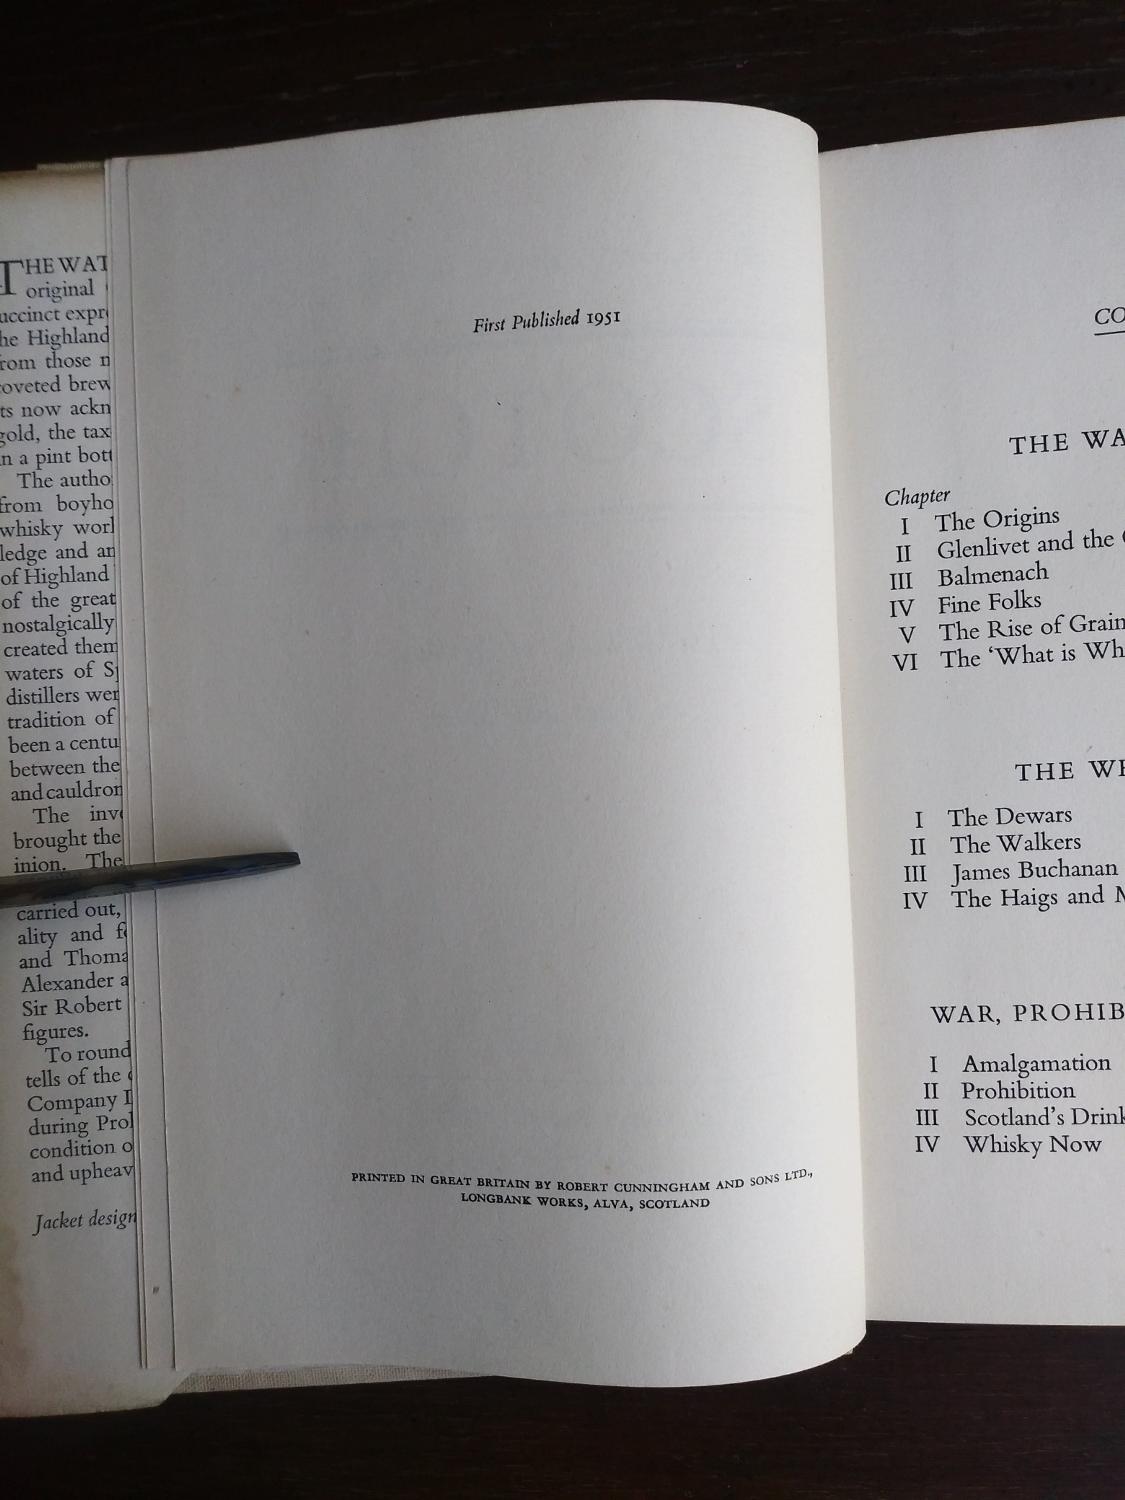 THE WAT
original
uccinct expr
he Highland
rom those
oveted brew
ts now ackn
gold, the tax
n a pint bott
The autho
from boyho
whisky worl
ledge and an
of Highland
of the great
nostalgically
created them
waters of
distillers wer
tradition of
been a centu
between the
and cauldron
The inv
brought the
inion. The
carried out,
ality and
and Thoma
Alexander a
Sir Robert
figures.
To round
tells of the
Company
during Prol
condition o
and upheav
Jacket design
First Published 1951
PRINTED IN GREAT BRITAIN BY ROBERT CUNNINGHAM AND SONS LTD.,
LONGBANK WORKS, ALVA, SCOTLAND
CO
THE WA
Chapter
I The Origins
II Glenlivet and the
III Balmenach
IV Fine Folks
V The Rise of Grain
VI The ‘What is Wh
THE WH
I The Dewars
II The Walkers
III James Buchanan
IV The Haigs and M
WAR, PROHIB
I Amalgamation
II Prohibition
III Scotland's Drink
IV Whisky Now